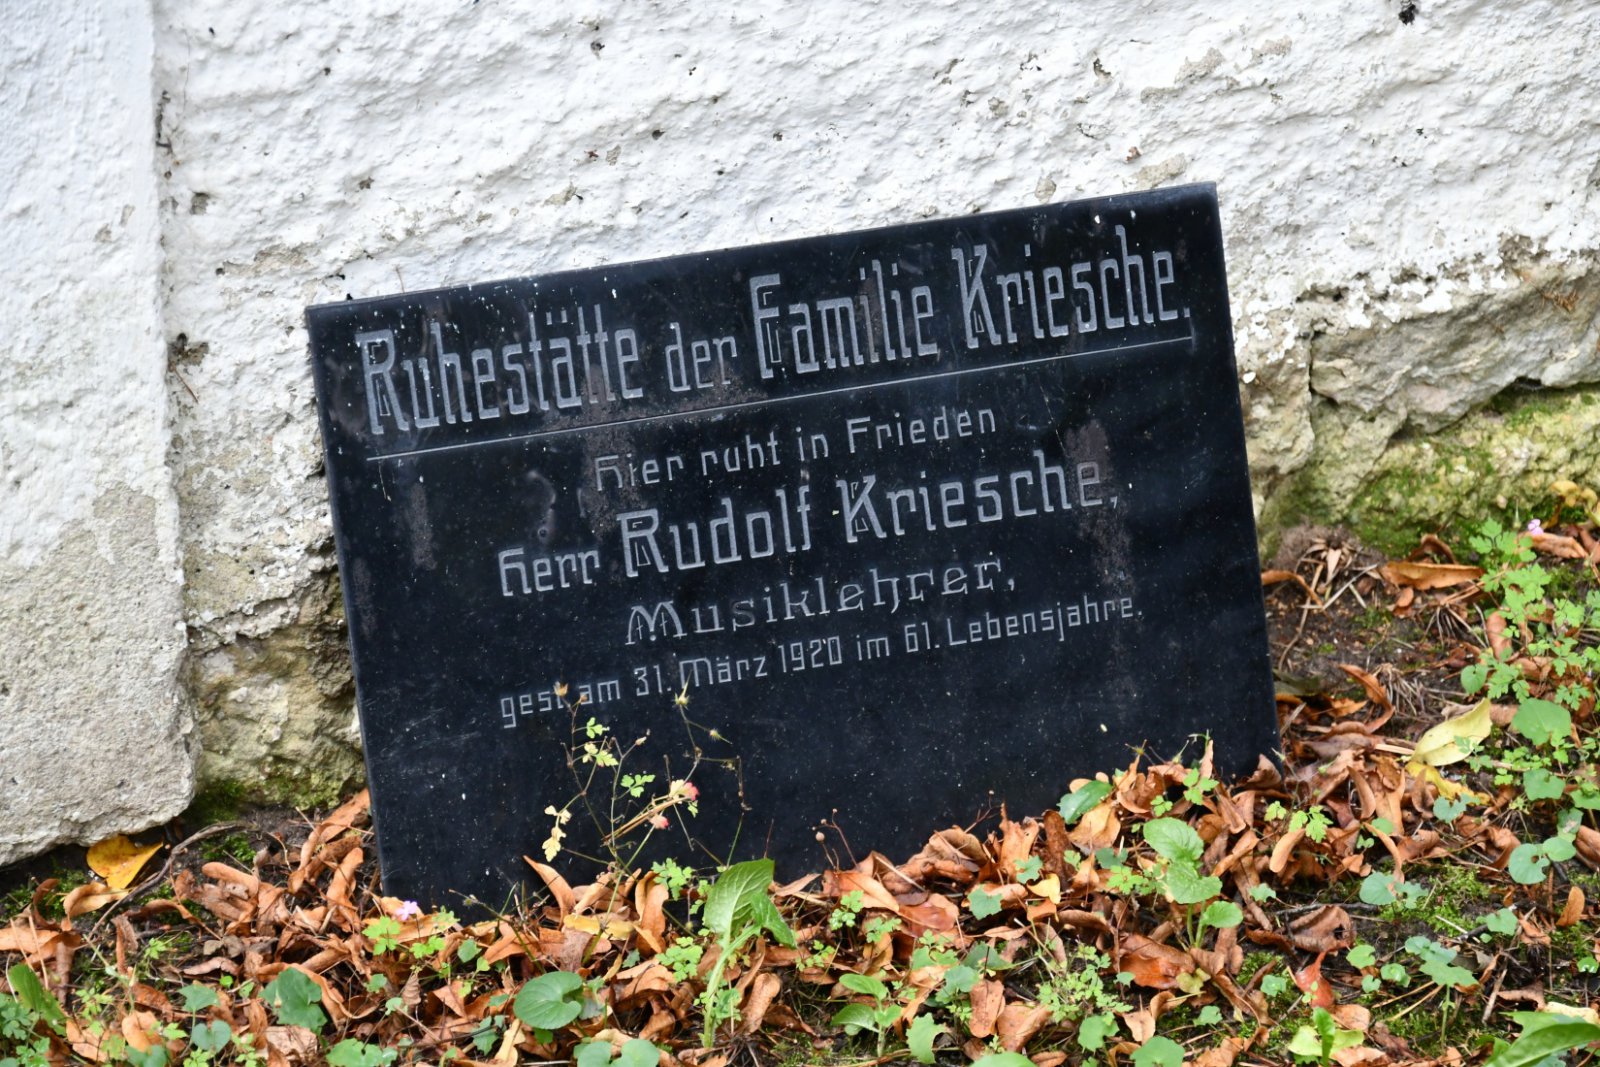 Ruhestätte der Familie Kriesche.
Hier ruht in Frieden
Herr Rudolf Kriesche,
Musiklehrer,
gest. am 31. März 1920 im 61. Lebensjahre.